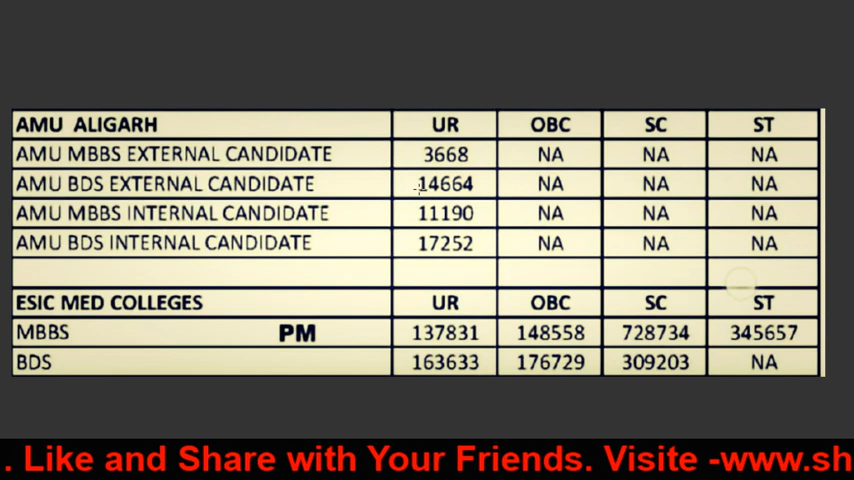 AMU ALIGARH UR OBC SC ST
AMU MBBS EXTERNAL CANDIDATE 3668 NA NA NA
AMU BDS EXTERNAL CANDIDATE 14664 NA NA NA
AMU MBBS INTERNAL CANDIDATE 11190 NA NA NA
AMU BDS INTERNAL CANDIDATE 17252 NA NA NA
ESIC MED COLLEGES UR OBC SC ST
MBBS PM 137831 148558 728734 345657
BDS 163633 176729 309203 NA
. Like and Share with Your Friends. Visite -www.sh